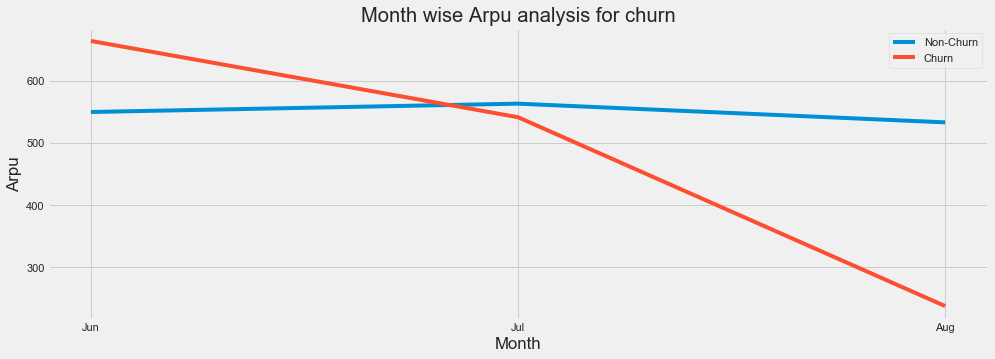 Month wise Arpu analysis for churn
Non-Churn
Churn
600
500
400
300
Arpu
Jun
Jul
Aug
Month